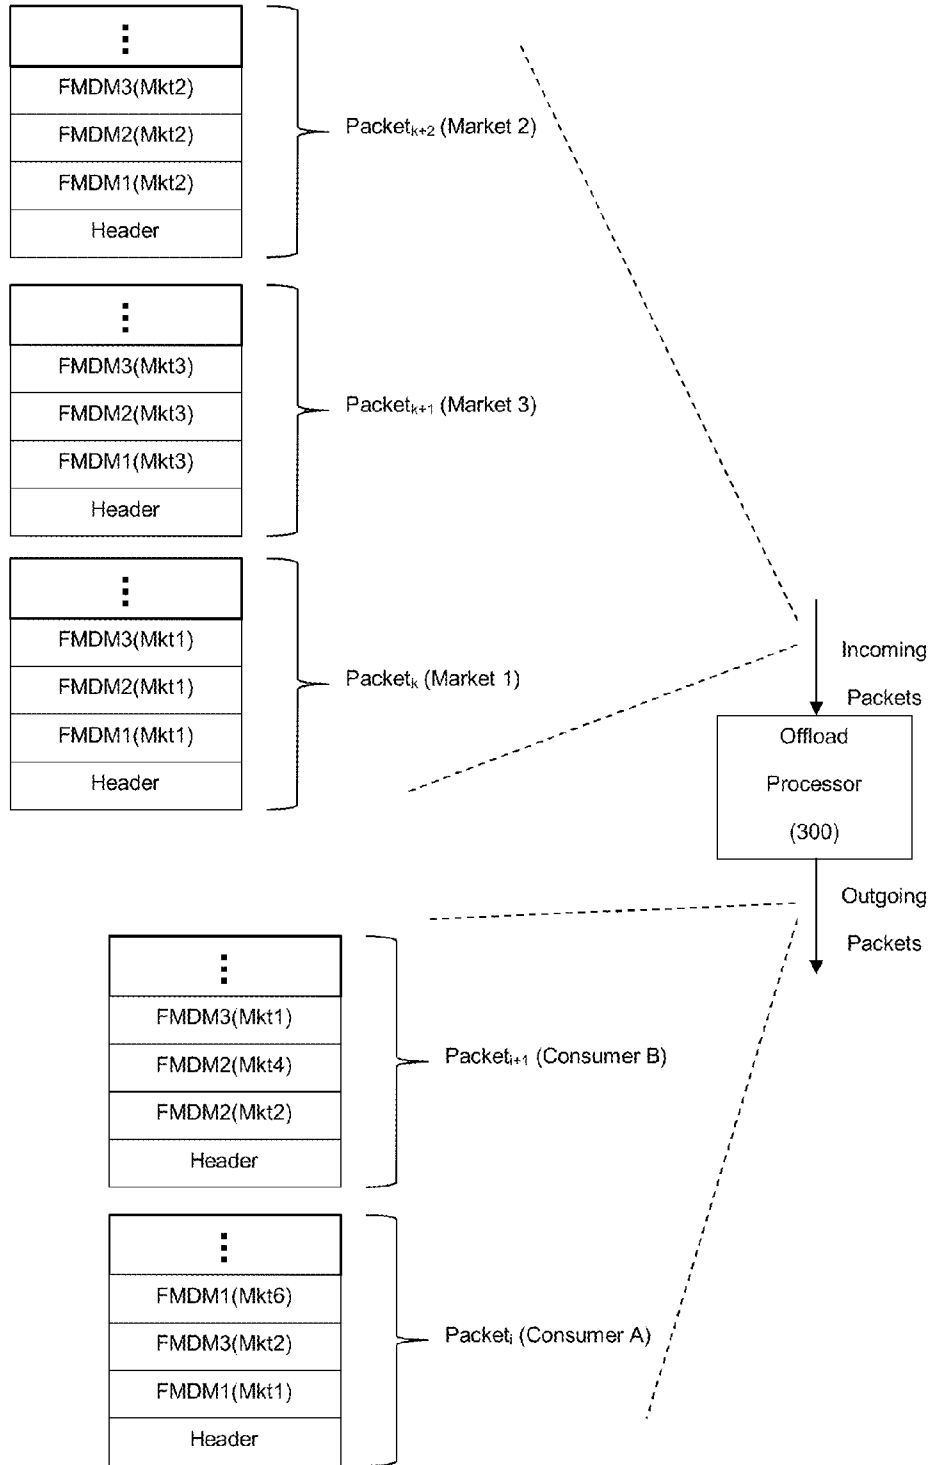 ⋮
FMDM3(Mkt2)
FMDM2(Mkt2)
FMDM1(Mkt2)
Header
Packetk+2 (Market 2)
⋮
FMDM3(Mkt3)
FMDM2(Mkt3)
FMDM1(Mkt3)
Header
Packetk+1 (Market 3)
⋮
FMDM3(Mkt1)
FMDM2(Mkt1)
FMDM1(Mkt1)
Header
Packetk (Market 1)
Incoming
Packets
Offload
Processor
(300)
Outgoing
Packets
⋮
FMDM3(Mkt1)
FMDM2(Mkt4)
FMDM2(Mkt2)
Header
Packeti+1 (Consumer B)
⋮
FMDM1(Mkt6)
FMDM3(Mkt2)
FMDM1(Mkt1)
Header
Packeti (Consumer A)